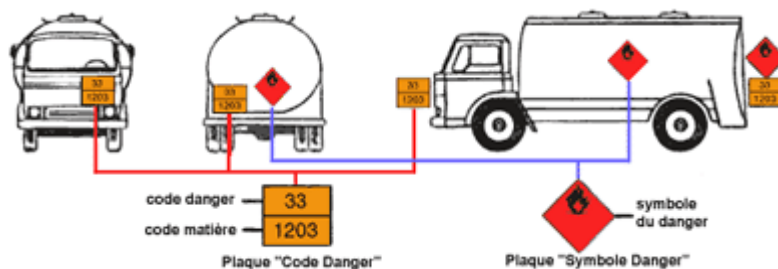 33
1203
33
1203
33
1203
33
1203
code danger
33
code matière
1203
symbole
du danger
Plaque "Code Danger"
Plaque "Symbole Danger"